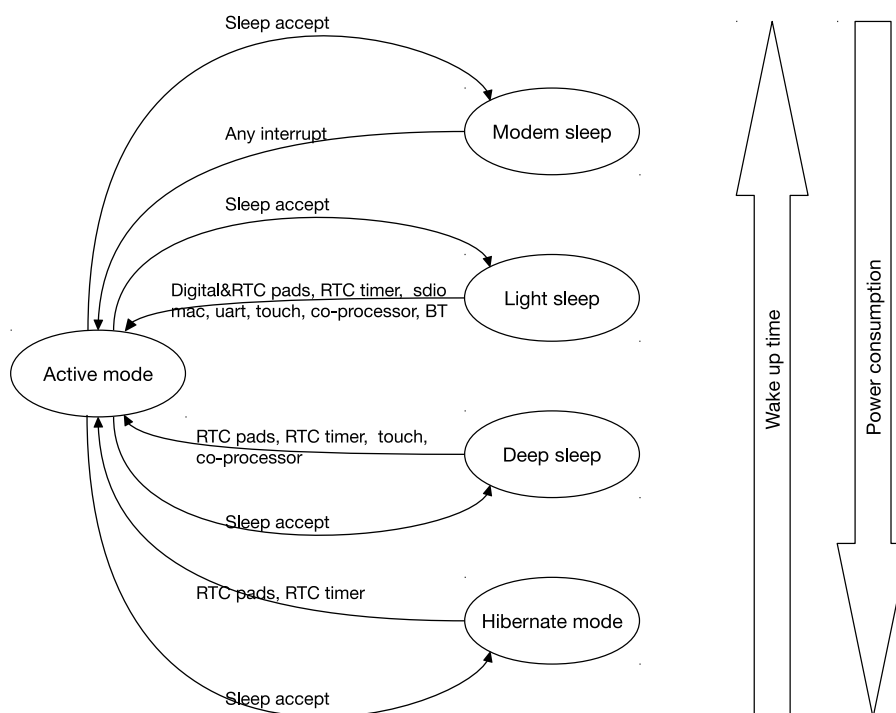 Sleep accept
Modem sleep
Any interrupt
Sleep accept
Digital&RTC pads, RTC timer, sdio
mac, uart, touch, co-processor, BT
Light sleep
Active mode
RTC pads, RTC timer, touch,
co-processor
Deep sleep
Sleep accept
RTC pads, RTC timer
Hibernate mode
Sleep accept
Wake up time
Power consumption